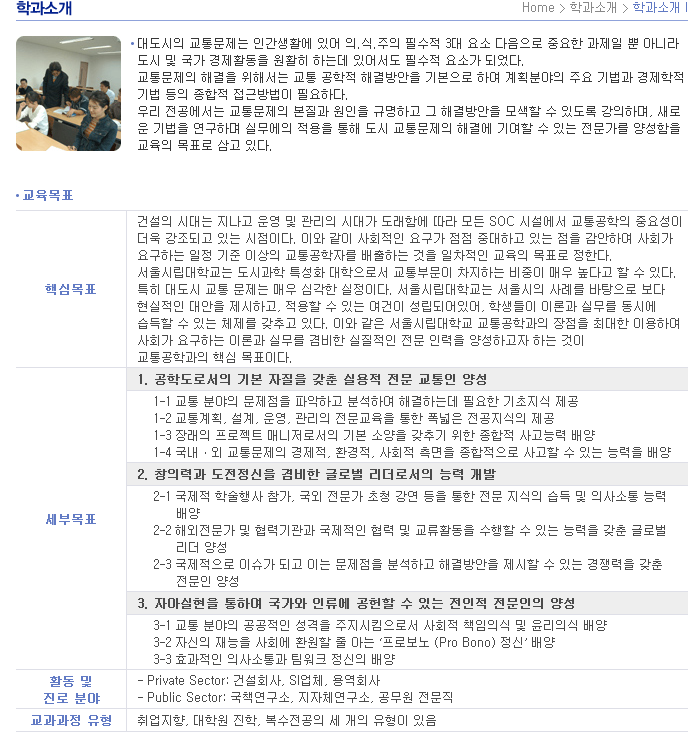 학과소개
Home > 학과소개 > 학과소개
대도시의 교통문제는 인간생활에 있어 의.식.주의 필수적 3대 요소 다음으로 중요한 과제일 뿐 아니라
도시 및 국가 경제활동을 원활히 하는데 있어서도 필수적 요소가 되었다.
교통문제의 해결을 위해서는 교통 공학적 해결방안을 기본으로 하여 계획분야의 주요 기법과 경제학적
기법 등의 종합적 접근방법이 필요하다.
우리 전공에서는 교통문제의 본질과 원인을 규명하고 그 해결방안을 모색할 수 있도록 강의하며, 새로
운 기법을 연구하며 실무에의 적용을 통해 도시 교통문제의 해결에 기여할 수 있는 전문가를 양성함을
교육의 목표로 삼고 있다.
교육목표
핵심목표
건설의 시대는 지나고 운영 및 관리의 시대가 도래함에 따라 모든 SOC 시설에서 교통공학의 중요성이
더욱 강조되고 있는 시점이다. 이와 같이 사회적인 요구가 점점 중대하고 있는 점을 감안하여 사회가
요구하는 일정 기준 이상의 교통공학자를 배출하는 것을 일차적인 교육의 목표로 정한다.
서울시립대학교는 도시과학 특성화 대학으로서 교통부문이 차지하는 비중이 매우 높다고 할 수 있다.
특히 대도시 교통 문제는 매우 심각한 실정이다. 서울시립대학교는 서울시의 사례를 바탕으로 보다
현실적인 대안을 제시하고, 적용할 수 있는 여건이 성립되어있어, 학생들이 이론과 실무를 동시에
습득할 수 있는 체제를 갖추고 있다. 이와 같은 서울시립대학교 교통공학과의 장점을 최대한 이용하여
사회가 요구하는 이론과 실무를 겸비한 실질적인 전문 인력을 양성하고자 하는 것이
교통공학과의 핵심 목표이다.
세부목표
1. 공학도로서의 기본 자질을 갖춘 실용적 전문 교통인 양성
1-1 교통 분야의 문제점을 파악하고 분석하여 해결하는데 필요한 기초지식 제공
1-2 교통계획, 설계, 운영, 관리의 전문교육을 통한 폭넓은 전공지식의 제공
1-3 장래의 프로젝트 매니저로서의 기본 소양을 갖추기 위한 종합적 사고능력 배양
1-4 국내ㆍ외 교통문제의 경제적, 환경적, 사회적 측면을 종합적으로 사고할 수 있는 능력을 배양
2. 창의력과 도전정신을 겸비한 글로벌 리더로서의 능력 개발
2-1 국제적 학술행사 참가, 국외 전문가 초청 강연 등을 통한 전문 지식의 습득 및 의사소통 능력
배양
2-2 해외전문가 및 협력기관과 국제적인 협력 및 교류활동을 수행할 수 있는 능력을 갖춘 글로벌
리더 양성
2-3 국제적으로 이슈가 되고 이는 문제점을 분석하고 해결방안을 제시할 수 있는 경쟁력을 갖춘
전문인 양성
3. 자아실현을 통하여 국가와 인류에 공헌할 수 있는 전인적 전문인의 양성
3-1 교통 분야의 공공적인 성격을 주지시킴으로서 사회적 책임의식 및 윤리의식 배양
3-2 자신의 재능을 사회에 환원할 줄 아는 '프로보노 (Pro Bono) 정신' 배양
3-3 효과적인 의사소통과 팀워크 정신의 배양
활동 및
진로 분야
- Private Sector: 건설회사, SI업체, 용역회사
- Public Sector: 국책연구소, 지자체연구소, 공무원 전문직
교과과정 유형
취업지향, 대학원 진학, 복수전공의 세 개의 유형이 있음